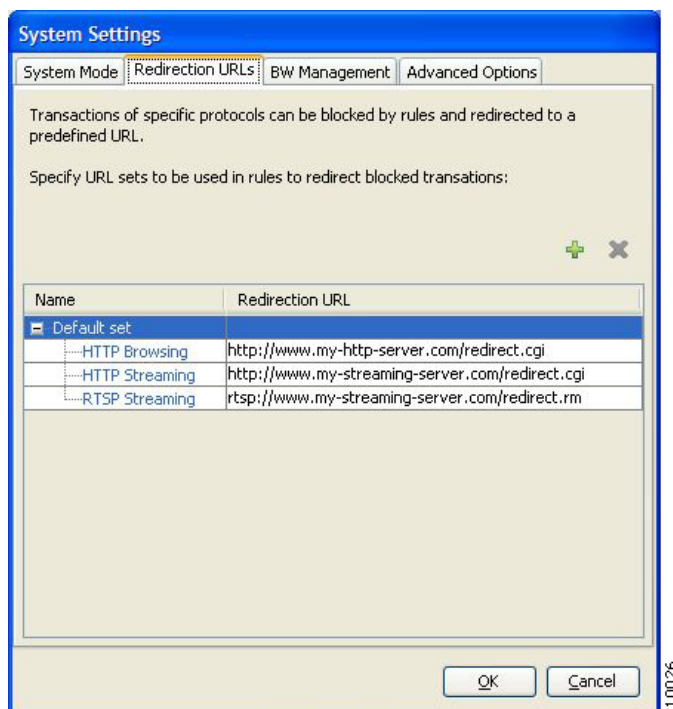 System Settings
System Mode Redirection URLs BW Management Advanced Options
Transactions of specific protocols can be blocked by rules and redirected to a
predefined URL.
Specify URL sets to be used in rules to redirect blocked transations:
Name Redirection URL
Default set
HTTP Browsing http://www.my-http-server.com/redirect.cgi
HTTP Streaming http://www.my-streaming-server.com/redirect.cgi
RTSP Streaming rtsp://www.my-streaming-server.com/redirect.rm
OK Cancel